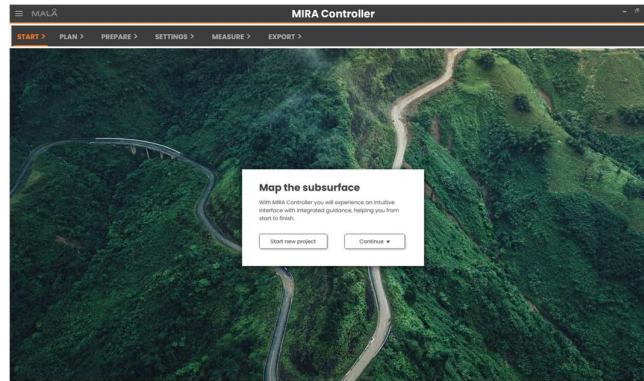 MALÅ
MIRA Controller
START > PLAN > PREPARE > SETTINGS > MEASURE > EXPORT >
Map the subsurface
With MIRA Controller you will experience an intuitive
interface with integrated guidance, helping you from
start to finish.
Start new project Continue ▼